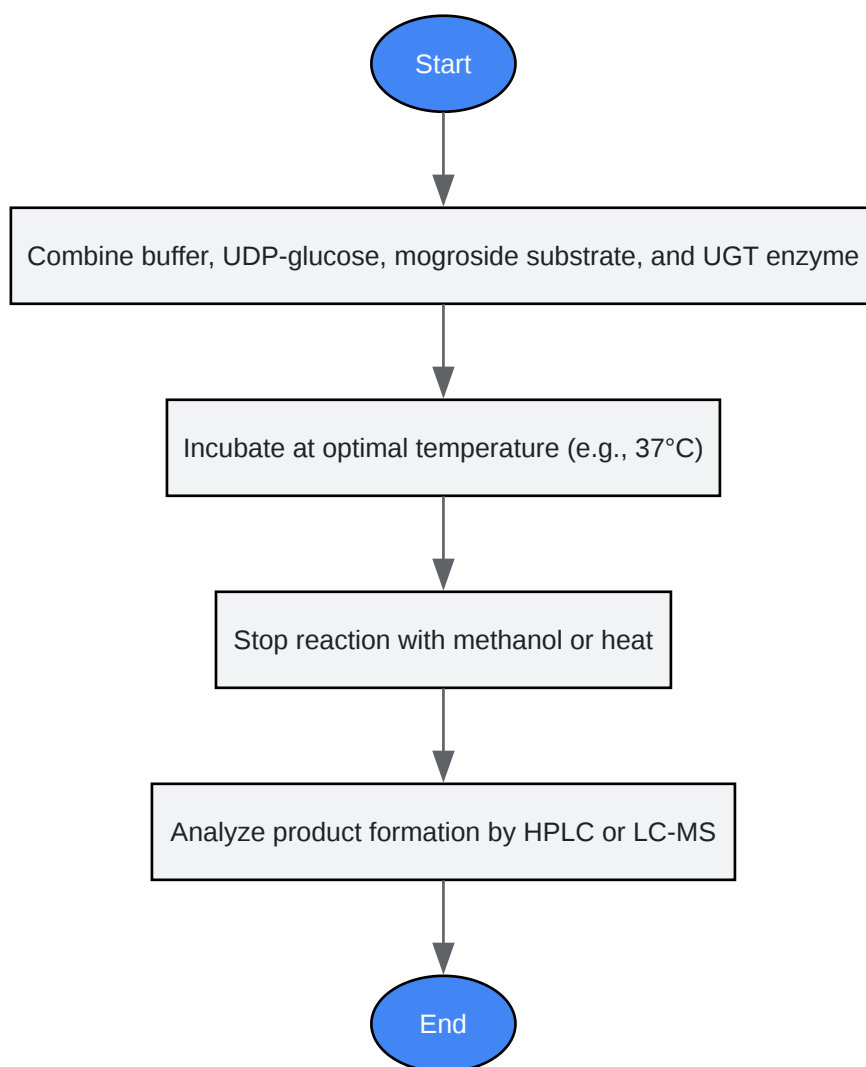 Start
Combine buffer, UDP-glucose, mogroside substrate, and UGT enzyme
Incubate at optimal temperature (e.g., 37°C)
Stop reaction with methanol or heat
Analyze product formation by HPLC or LC-MS
End